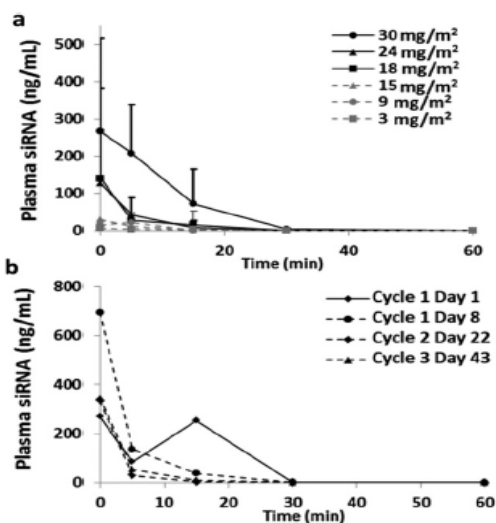 a
Plasma siRNA (ng/mL)
500
400
300
200
100
0
0
20
40
60
Time (min)
30 mg/m²
24 mg/m²
18 mg/m²
15 mg/m²
9 mg/m²
3 mg/m²
b
Plasma siRNA (ng/mL)
800
600
400
200
0
0
10
20
30
40
50
60
Time (min)
Cycle 1 Day 1
Cycle 1 Day 8
Cycle 2 Day 22
Cycle 3 Day 43